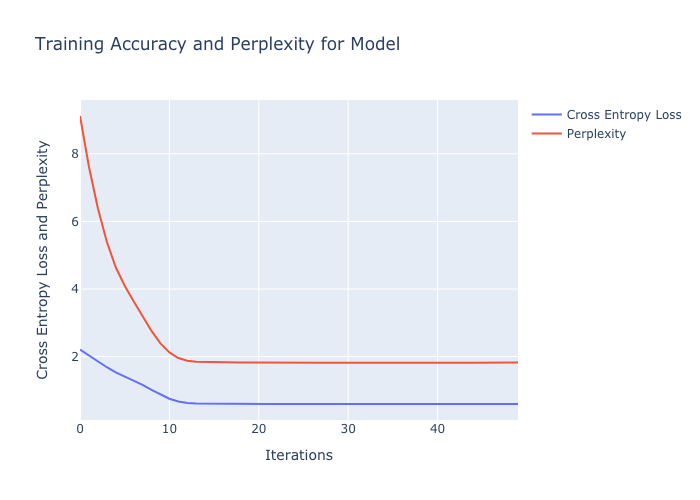 Training Accuracy and Perplexity for Model
Cross Entropy Loss
Perplexity
Cross Entropy Loss and Perplexity
8
6
4
2
0
10
20
30
40
Iterations